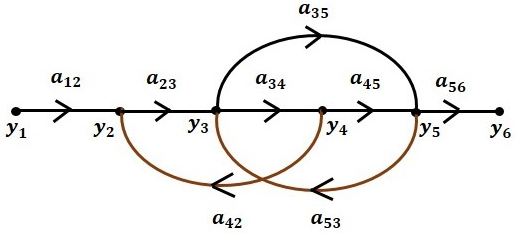 a₃₅
a₁₂ a₂₃ a₃₄ a₄₅ a₅₆
y₁ y₂ y₃ y₄ y₅ y₆
a₄₂ a₅₃